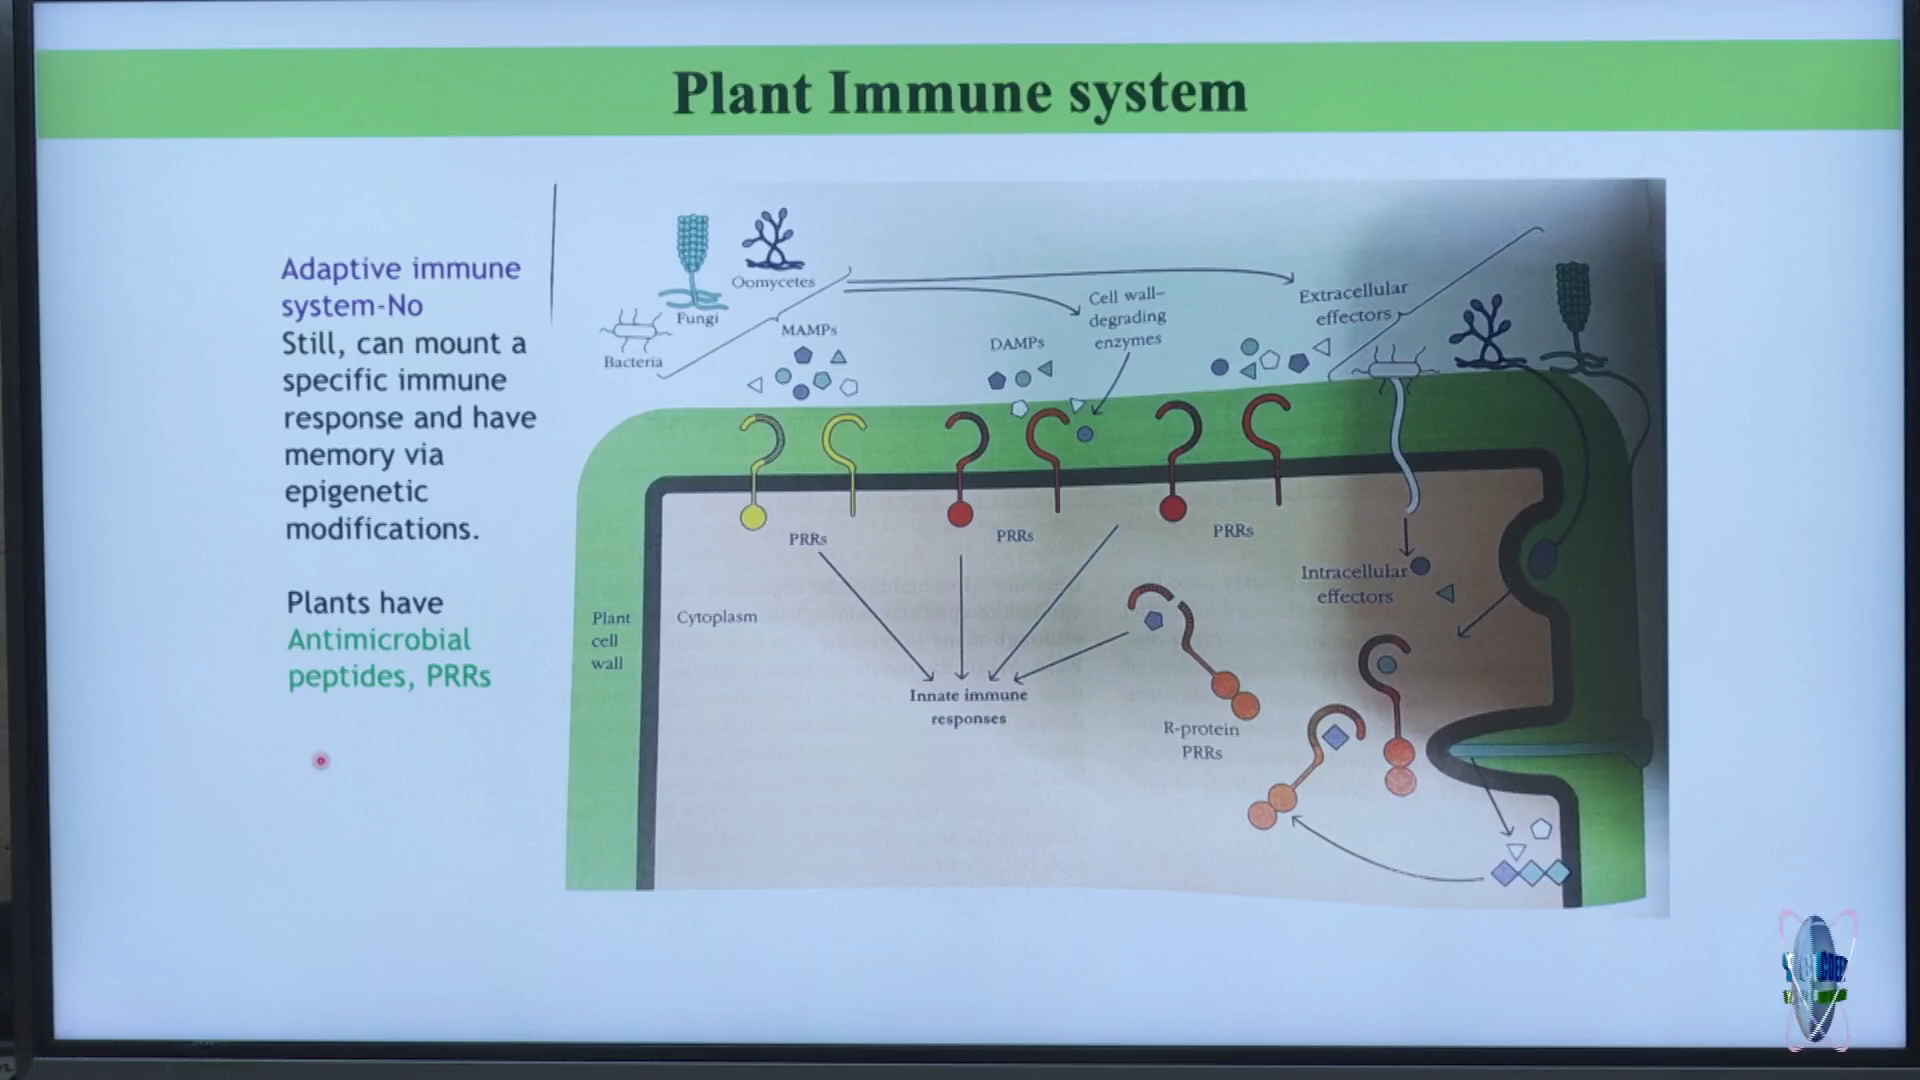 Plant Immune system
Adaptive immune
system-No
Still, can mount a
specific immune
response and have
memory via
epigenetic
modifications.
Plants have
Antimicrobial
peptides, PRRs
Oomycetes
Fungi
Bacteria
MAMPs
DAMPs
Cell wall-
degrading
enzymes
Extracellular
effectors
PRRs
PRRs
PRRs
Intracellular
effectors
Plant
cell
wall
Cytoplasm
Innate immune
responses
R-protein
PRRs